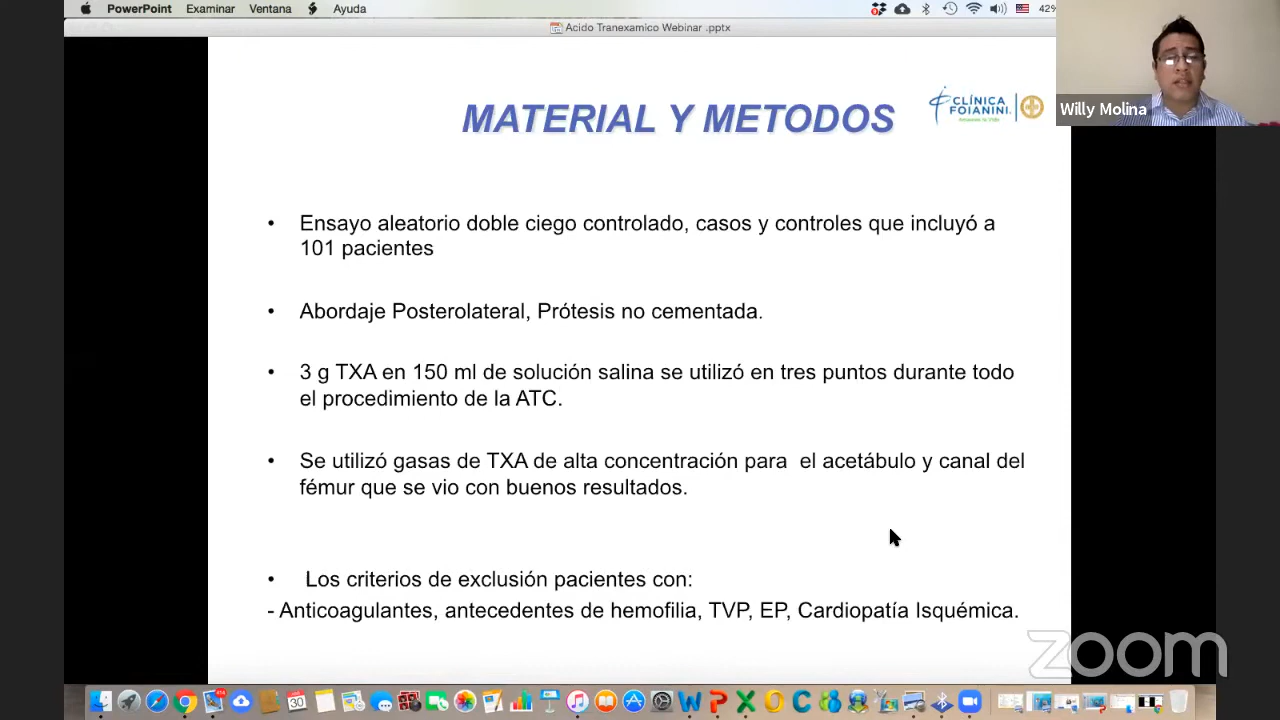 PowerPoint Examinar Ventana Ayuda 42%
Acido Tranexamico Webinar .pptx
Willy Molina
CLÍNICA
FOIANINI
MATERIAL Y METODOS
• Ensayo aleatorio doble ciego controlado, casos y controles que incluyó a
101 pacientes
• Abordaje Posterolateral, Prótesis no cementada.
• 3 g TXA en 150 ml de solución salina se utilizó en tres puntos durante todo
el procedimiento de la ATC.
• Se utilizó gasas de TXA de alta concentración para el acetábulo y canal del
fémur que se vio con buenos resultados.
• Los criterios de exclusión pacientes con:
- Anticoagulantes, antecedentes de hemofilia, TVP, EP, Cardiopatía Isquémica.
zoom
30